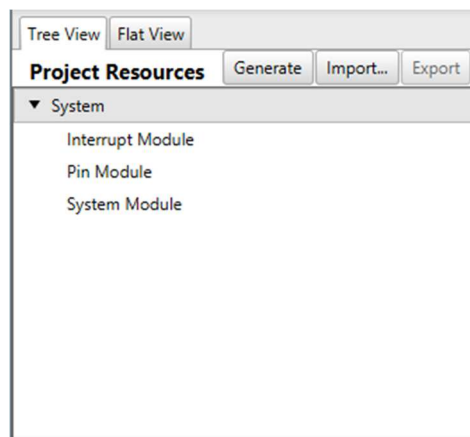 Tree View Flat View
Project Resources Generate Import... Export
System
Interrupt Module
Pin Module
System Module